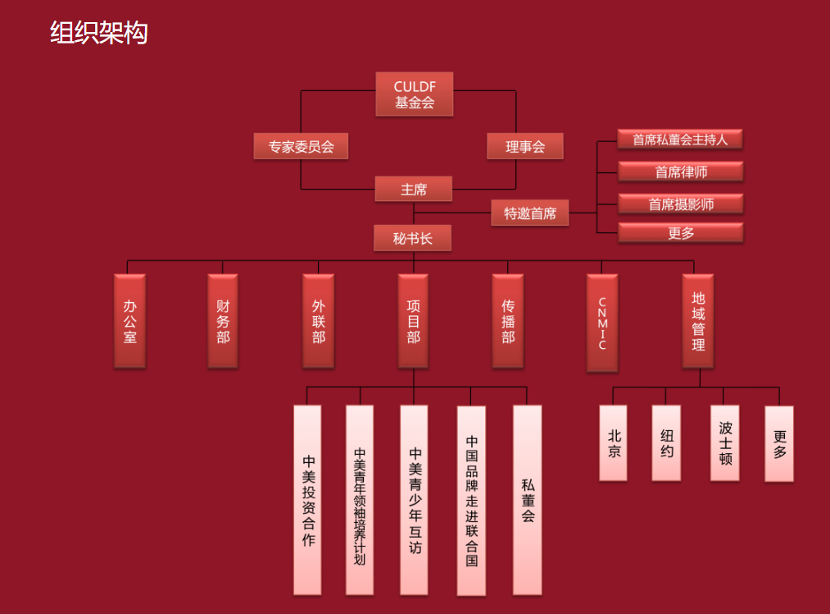 组织架构
CULDF
基金会
专家委员会
理事会
首席私董会主持人
首席律师
主席
特邀首席
首席摄影师
更多
秘书长
办公室
财务部
外联部
项目部
传播部
CNMIC
地域管理
中美投资合作
中美青年领袖培养计划
中美青少年互访
中国品牌走进联合国
私董会
北京
纽约
波士顿
更多